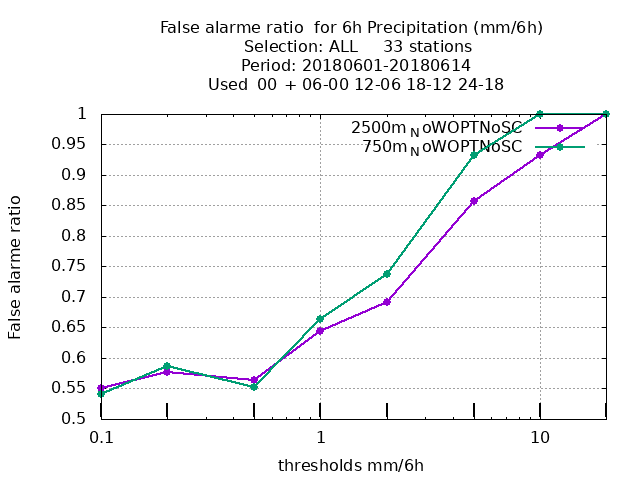 False alarme ratio  for 6h Precipitation (mm/6h)
Selection: ALL     33 stations
Period: 20180601-20180614
Used  00  + 06-00 12-06 18-12 24-18
2500mNoWOPTNoSC
750mNoWOPTNoSC
False alarme ratio
1
0.95
0.9
0.85
0.8
0.75
0.7
0.65
0.6
0.55
0.5
0.1
1
10
thresholds mm/6h